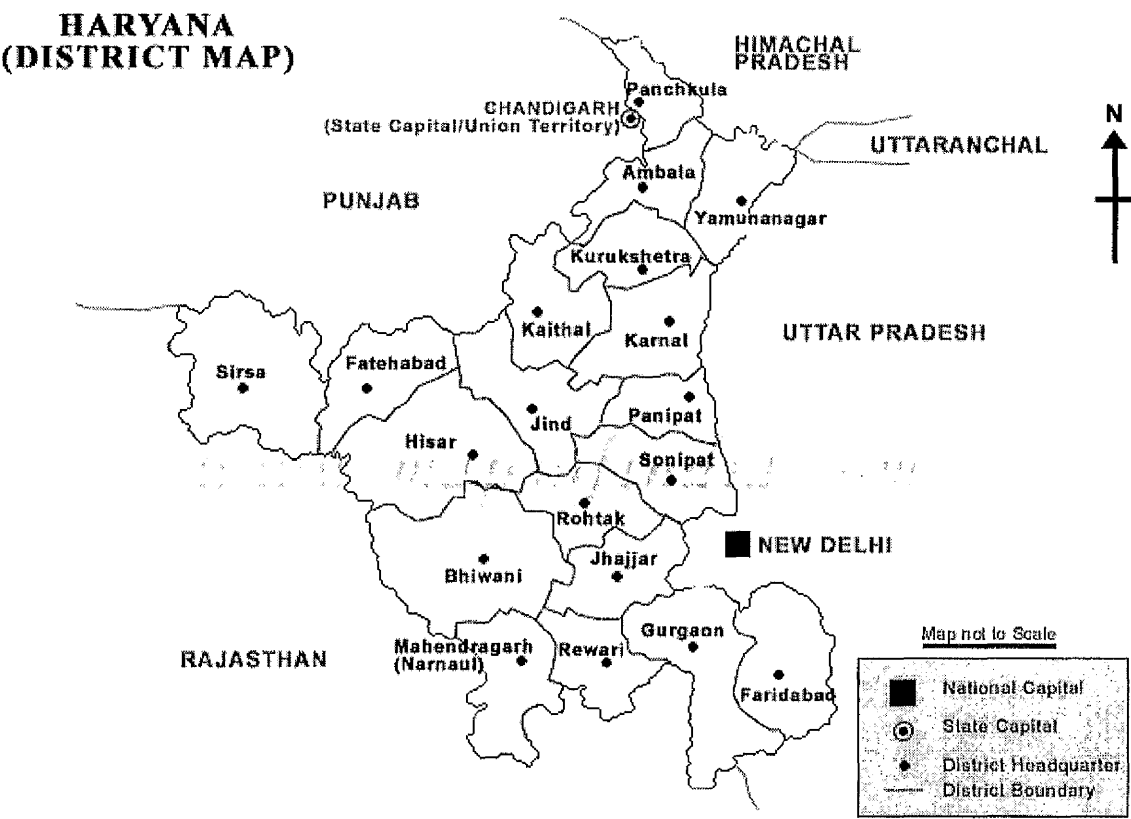 HARYANA
(DISTRICT MAP)
HIMACHAL
PRADESH
Panchkula
CHANDIGARH
(State Capital/Union Territory)
N
UTTARANCHAL
Ambala
PUNJAB
Yamunanagar
Kurukshetra
Kaithal
Karnal
UTTAR PRADESH
Sirsa
Fatehabad
Panipat
Jind
Hisar
Sonipat
Rohtak
NEW DELHI
Jhajjar
Bhiwani
Gurgaon
Map not to Scale
Mahendragarh
(Narnaul)
Rewari
RAJASTHAN
Faridabad
National Capital
State Capital
District Headquarter
District Boundary